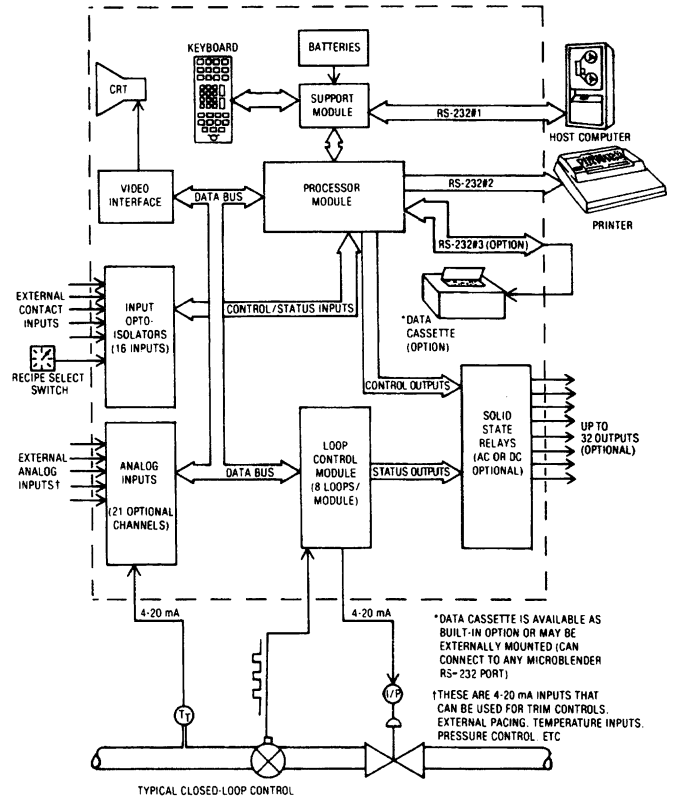 KEYBOARD
BATTERIES
CRT
SUPPORT
MODULE
RS-232#1
HOST COMPUTER
VIDEO
INTERFACE
DATA BUS
PROCESSOR
MODULE
RS-232#2
PRINTER
RS-232#3 (OPTION)
EXTERNAL
CONTACT
INPUTS
INPUT
OPTO-
ISOLATORS
(16 INPUTS)
CONTROL/STATUS INPUTS
*DATA
CASSETTE
(OPTION)
RECIPE SELECT
SWITCH
CONTROL OUTPUTS
SOLID
STATE
RELAYS
(AC OR DC
OPTIONAL)
UP TO
32 OUTPUTS
(OPTIONAL)
EXTERNAL
ANALOG
INPUTS†
ANALOG
INPUTS
(21 OPTIONAL
CHANNELS)
DATA BUS
LOOP
CONTROL
MODULE
(8 LOOPS/
MODULE)
STATUS OUTPUTS
4-20 mA
4-20 mA
*DATA CASSETTE IS AVAILABLE AS
BUILT-IN OPTION OR MAY BE
EXTERNALLY MOUNTED (CAN
CONNECT TO ANY MICROBLENDER
RS-232 PORT)
I/P
†THESE ARE 4-20 mA INPUTS THAT
CAN BE USED FOR TRIM CONTROLS.
EXTERNAL PACING. TEMPERATURE INPUTS.
PRESSURE CONTROL. ETC
TT
TYPICAL CLOSED-LOOP CONTROL